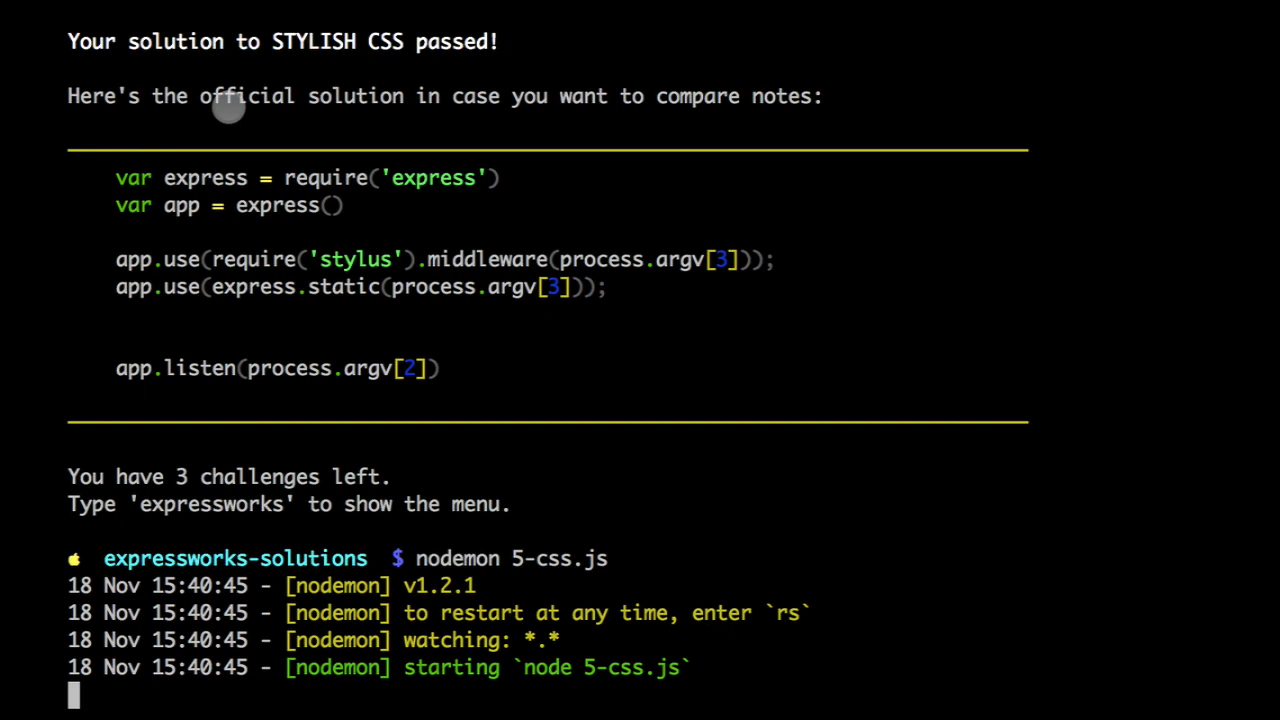 Your solution to STYLISH CSS passed!
Here's the official solution in case you want to compare notes:
var express = require('express')
var app = express()
app.use(require('stylus').middleware(process.argv[3]));
app.use(express.static(process.argv[3]));
app.listen(process.argv[2])
You have 3 challenges left.
Type 'expressworks' to show the menu.
expressworks-solutions $ nodemon 5-css.js
18 Nov 15:40:45 - [nodemon] v1.2.1
18 Nov 15:40:45 - [nodemon] to restart at any time, enter `rs`
18 Nov 15:40:45 - [nodemon] watching: *.*
18 Nov 15:40:45 - [nodemon] starting `node 5-css.js`